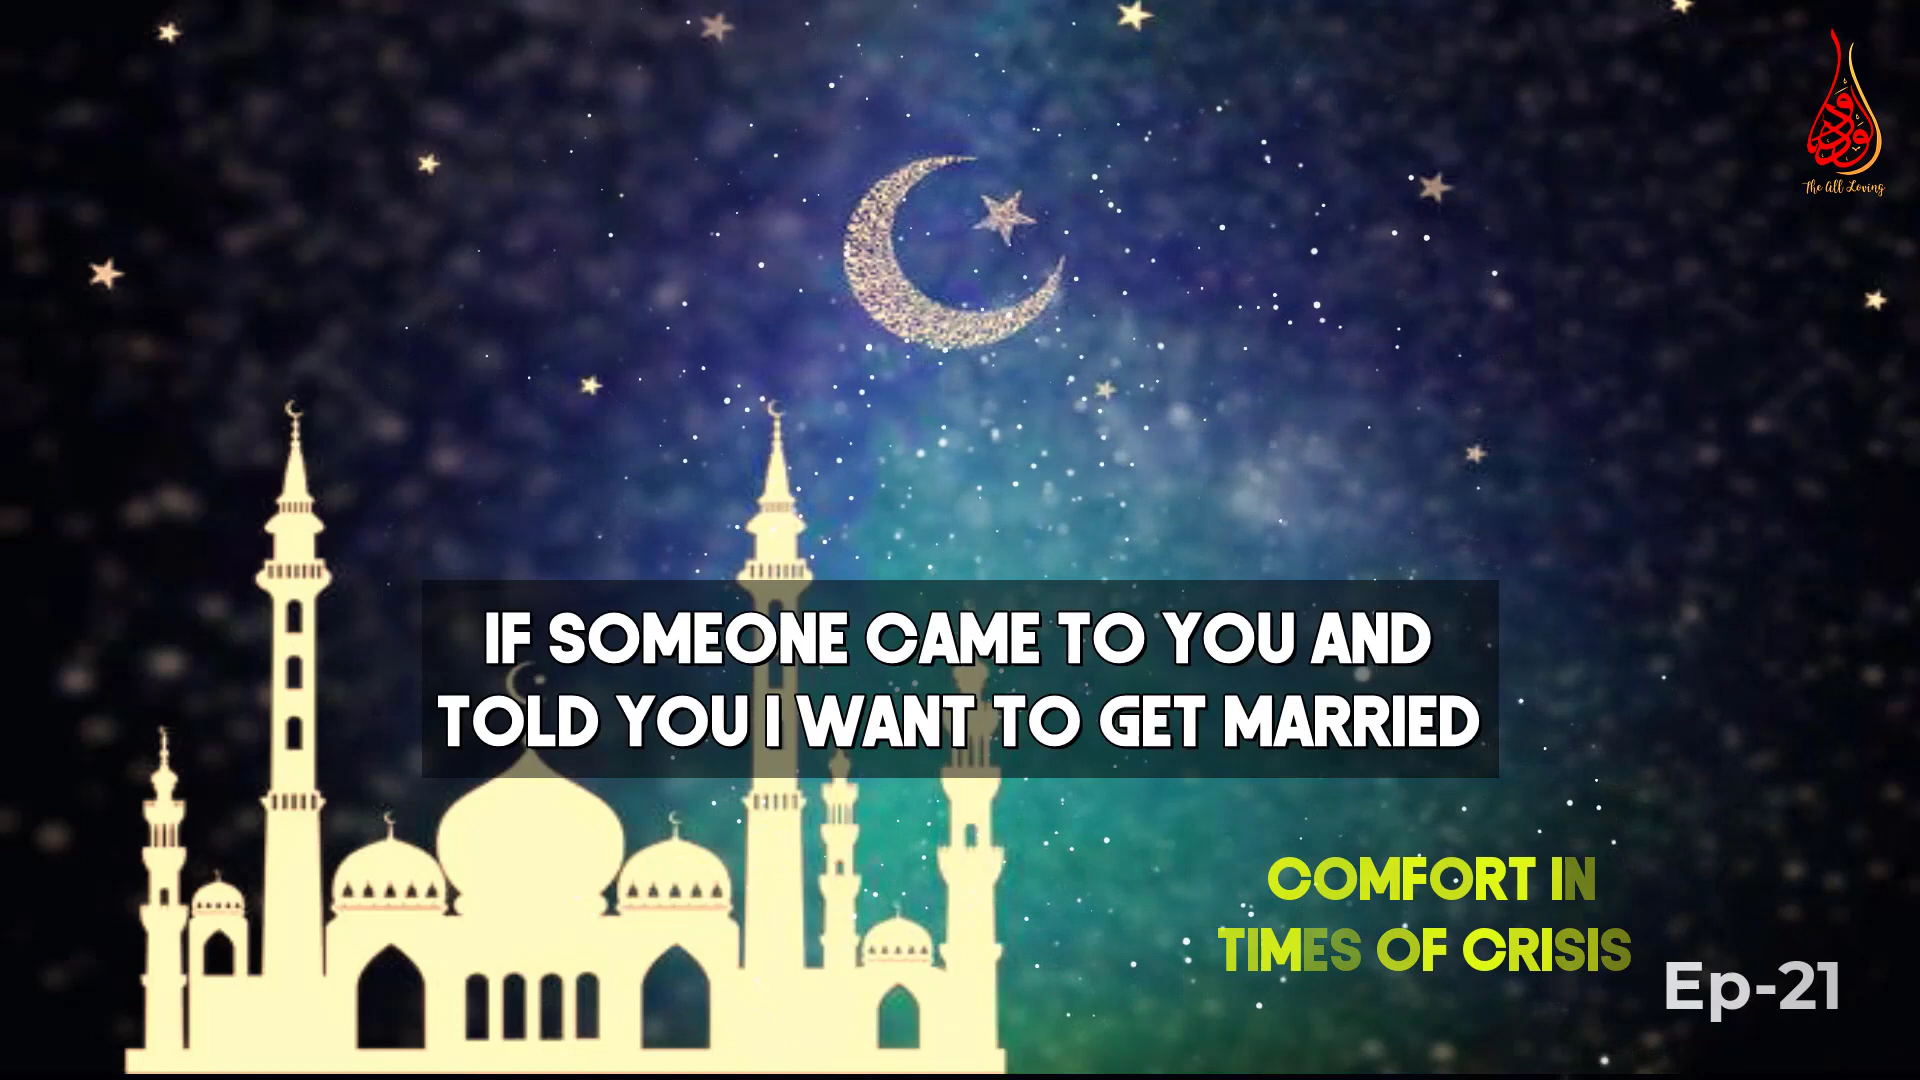 الودود
The All Loving
IF SOMEONE CAME TO YOU AND
TOLD YOU I WANT TO GET MARRIED
COMFORT IN
TIMES OF CRISIS
Ep-21